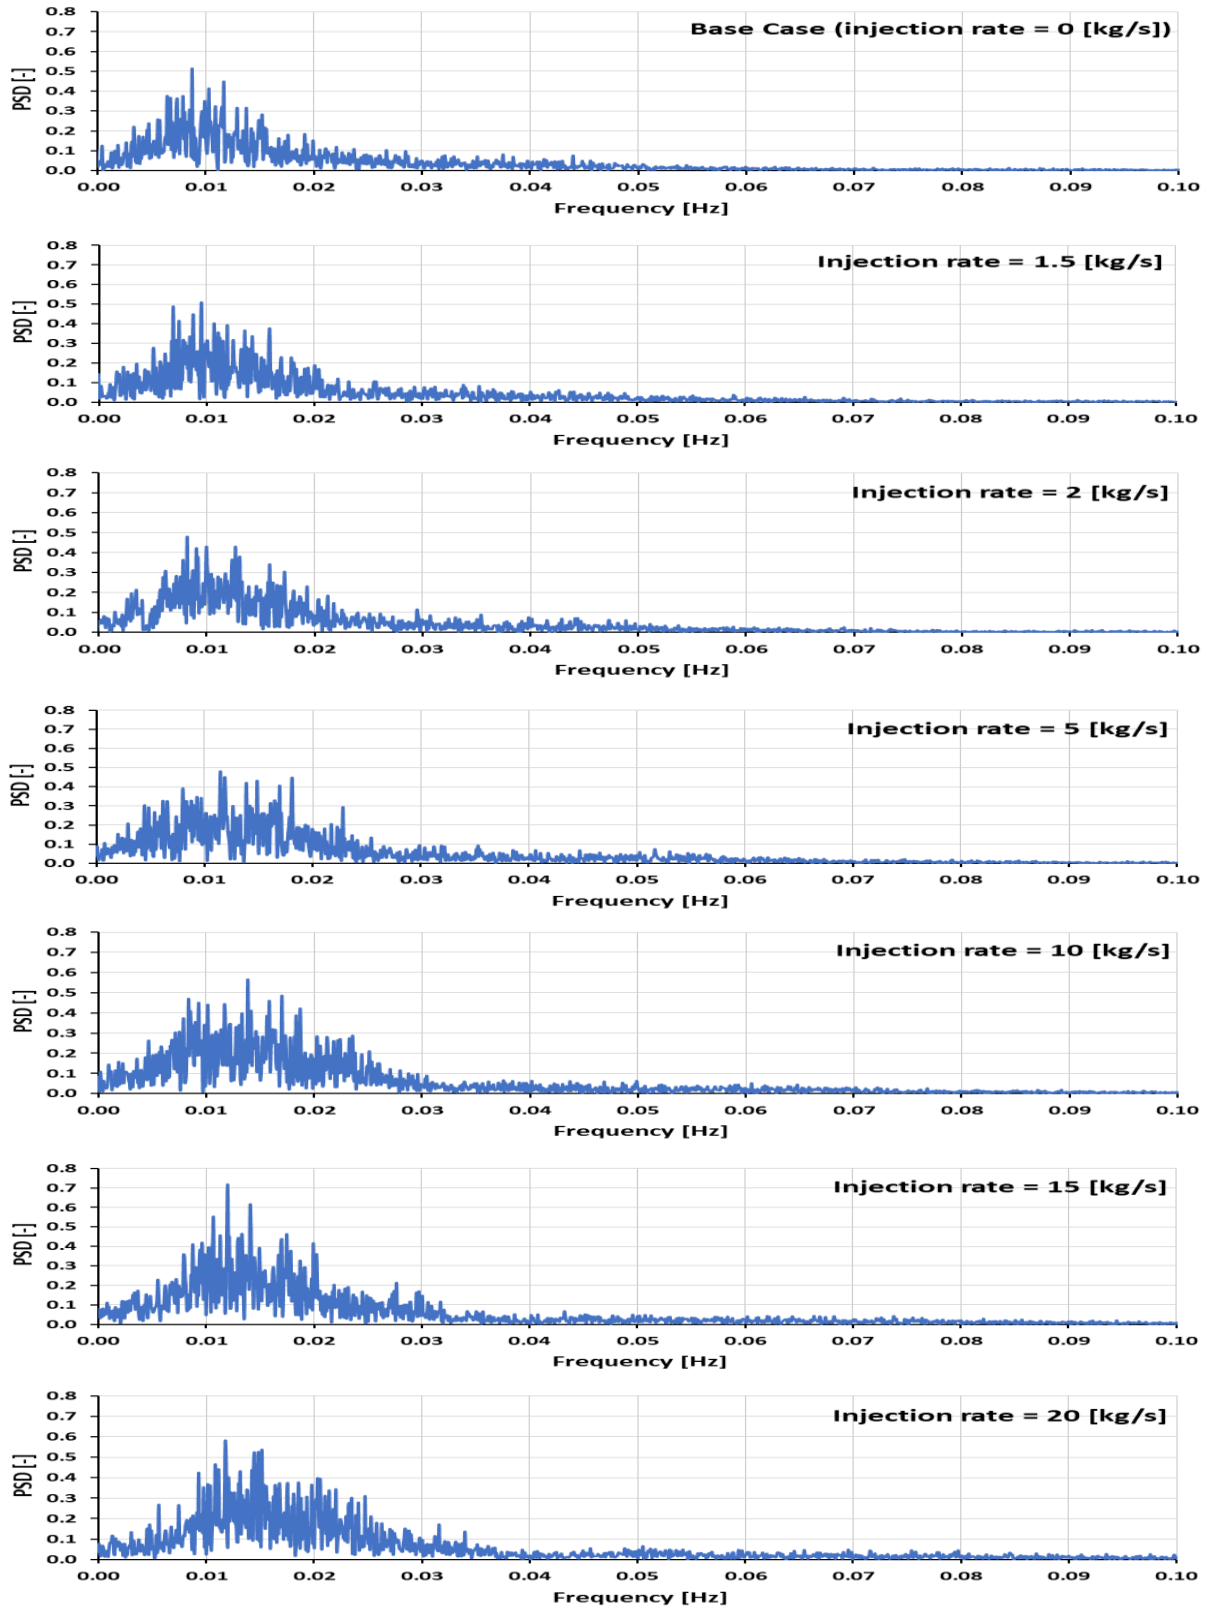 Base Case (injection rate = 0 [kg/s])
PSD [-]
0.8
0.7
0.6
0.5
0.4
0.3
0.2
0.1
0.0
0.00 0.01 0.02 0.03 0.04 0.05 0.06 0.07 0.08 0.09 0.10
Frequency [Hz]
Injection rate = 1.5 [kg/s]
PSD [-]
0.8
0.7
0.6
0.5
0.4
0.3
0.2
0.1
0.0
0.00 0.01 0.02 0.03 0.04 0.05 0.06 0.07 0.08 0.09 0.10
Frequency [Hz]
Injection rate = 2 [kg/s]
PSD [-]
0.8
0.7
0.6
0.5
0.4
0.3
0.2
0.1
0.0
0.00 0.01 0.02 0.03 0.04 0.05 0.06 0.07 0.08 0.09 0.10
Frequency [Hz]
Injection rate = 5 [kg/s]
PSD [-]
0.8
0.7
0.6
0.5
0.4
0.3
0.2
0.1
0.0
0.00 0.01 0.02 0.03 0.04 0.05 0.06 0.07 0.08 0.09 0.10
Frequency [Hz]
Injection rate = 10 [kg/s]
PSD [-]
0.8
0.7
0.6
0.5
0.4
0.3
0.2
0.1
0.0
0.00 0.01 0.02 0.03 0.04 0.05 0.06 0.07 0.08 0.09 0.10
Frequency [Hz]
Injection rate = 15 [kg/s]
PSD [-]
0.8
0.7
0.6
0.5
0.4
0.3
0.2
0.1
0.0
0.00 0.01 0.02 0.03 0.04 0.05 0.06 0.07 0.08 0.09 0.10
Frequency [Hz]
Injection rate = 20 [kg/s]
PSD [-]
0.8
0.7
0.6
0.5
0.4
0.3
0.2
0.1
0.0
0.00 0.01 0.02 0.03 0.04 0.05 0.06 0.07 0.08 0.09 0.10
Frequency [Hz]